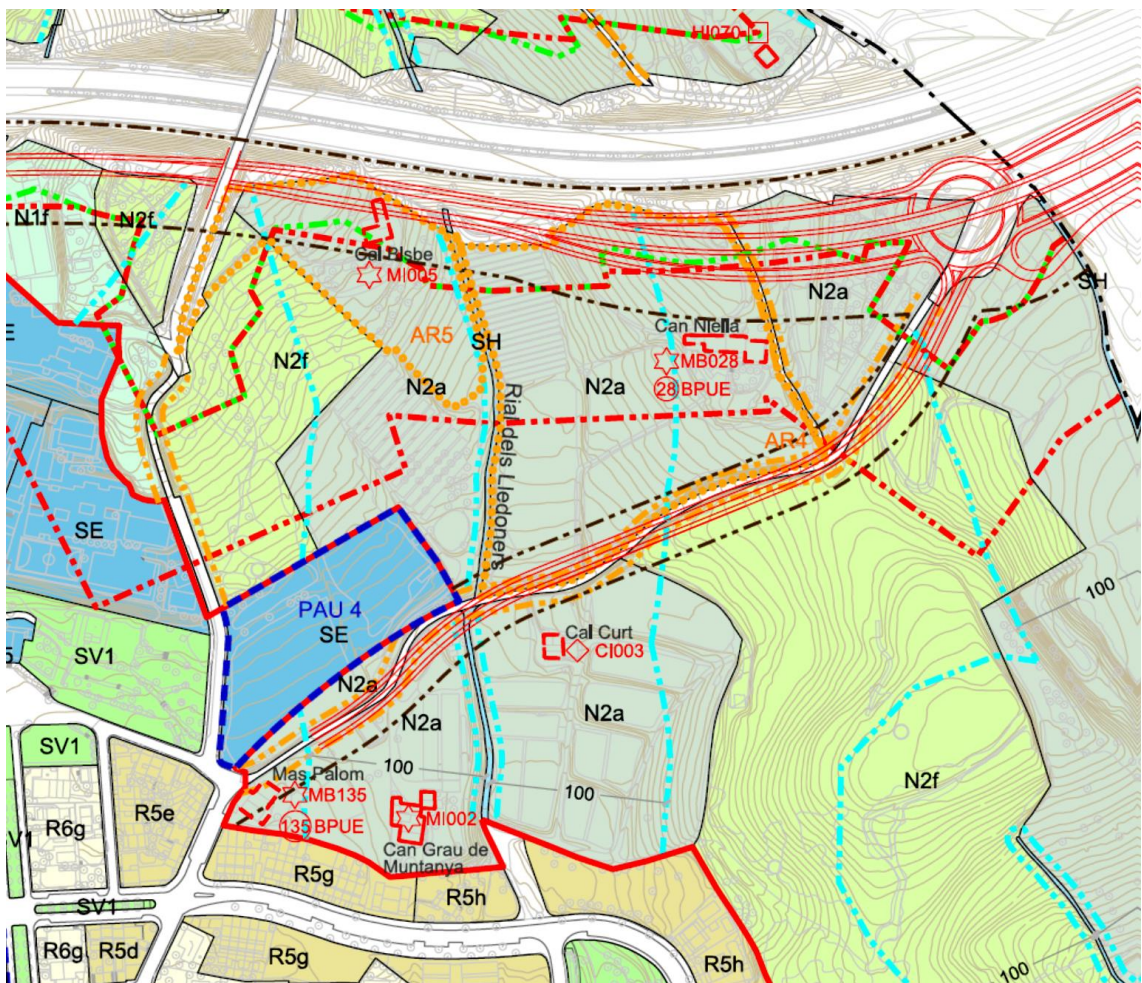 HI070
N1f
N2f
Cal Bisbe
MI005
N2a
SH
AR5
SH
Can Niella
MB028
28 BPUE
N2f
N2a
N2a
Rial dels Lledoners
AR4
SE
PAU 4
SE
Cal Curt
CI003
100
SV1
N2a
N2a
N2a
SV1
100
100
N2f
Mas Palom
MB135
135 BPUE
MI002
Can Grau de
Muntanya
R6g
R5e
R5g
R5h
SV1
R6g
R5d
R5g
R5h
100